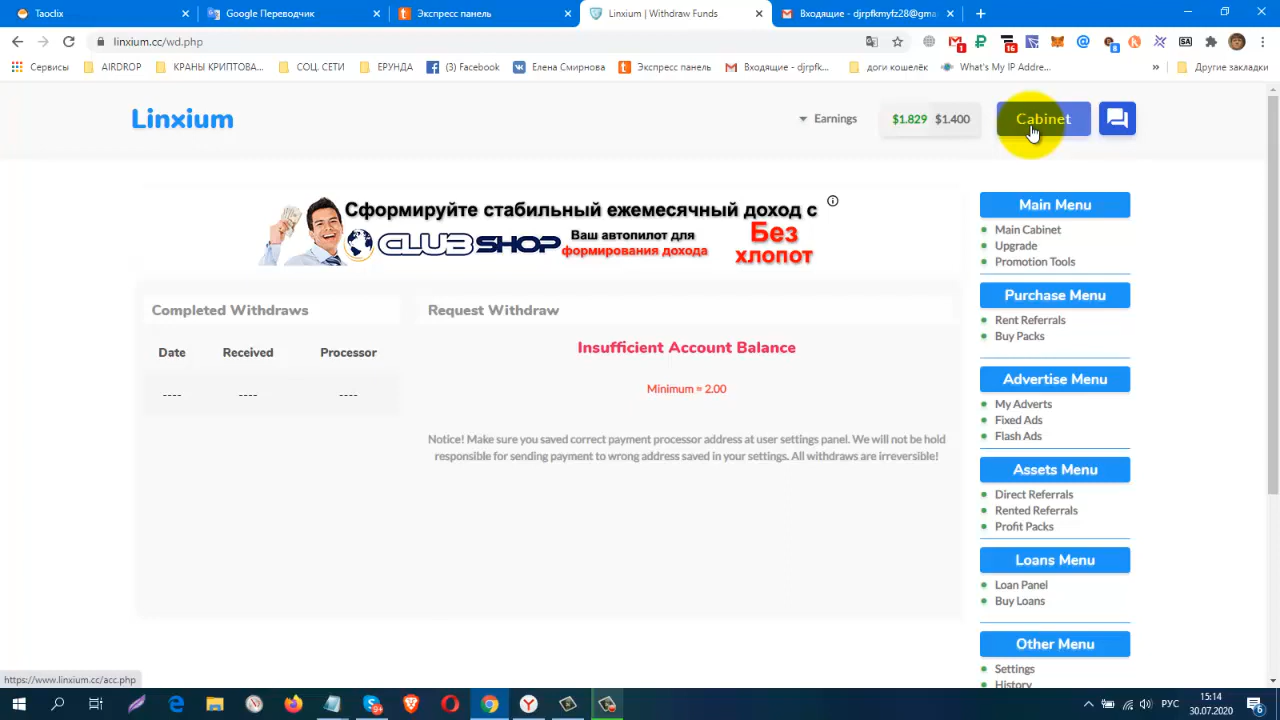 Taoclix
Google Переводчик
Экспресс панель
Linxium | Withdraw Funds
Входящие - djrpfkmyfz28@gma
linxium.cc/wd.php
1
16
8
Сервисы
AIRDROP
КРАНЫ КРИПТОВА...
СОЦ. СЕТИ
ЕРУНДА
(3) Facebook
Елена Смирнова
Экспресс панель
Входящие - djrpfk...
доги кошелёк
What's My IP Addre...
»
Другие закладки
Linxium
Earnings
$1.829 $1.400
Cabinet
Сформируйте стабильный ежемесячный доход с
CLUBSHOP
Ваш автопилот для
формирования дохода
Без
хлопот
Completed Withdraws
Date Received Processor
---- ---- ----
Request Withdraw
Insufficient Account Balance
Minimum = 2.00
Notice! Make sure you saved correct payment processor address at user settings panel. We will not be hold
responsible for sending payment to wrong address saved in your settings. All withdraws are irreversible!
Main Menu
Main Cabinet
Upgrade
Promotion Tools
Purchase Menu
Rent Referrals
Buy Packs
Advertise Menu
My Adverts
Fixed Ads
Flash Ads
Assets Menu
Direct Referrals
Rented Referrals
Profit Packs
Loans Menu
Loan Panel
Buy Loans
Other Menu
Settings
History
https://www.linxium.cc/acc.php
РУС
15:14
30.07.2020
6